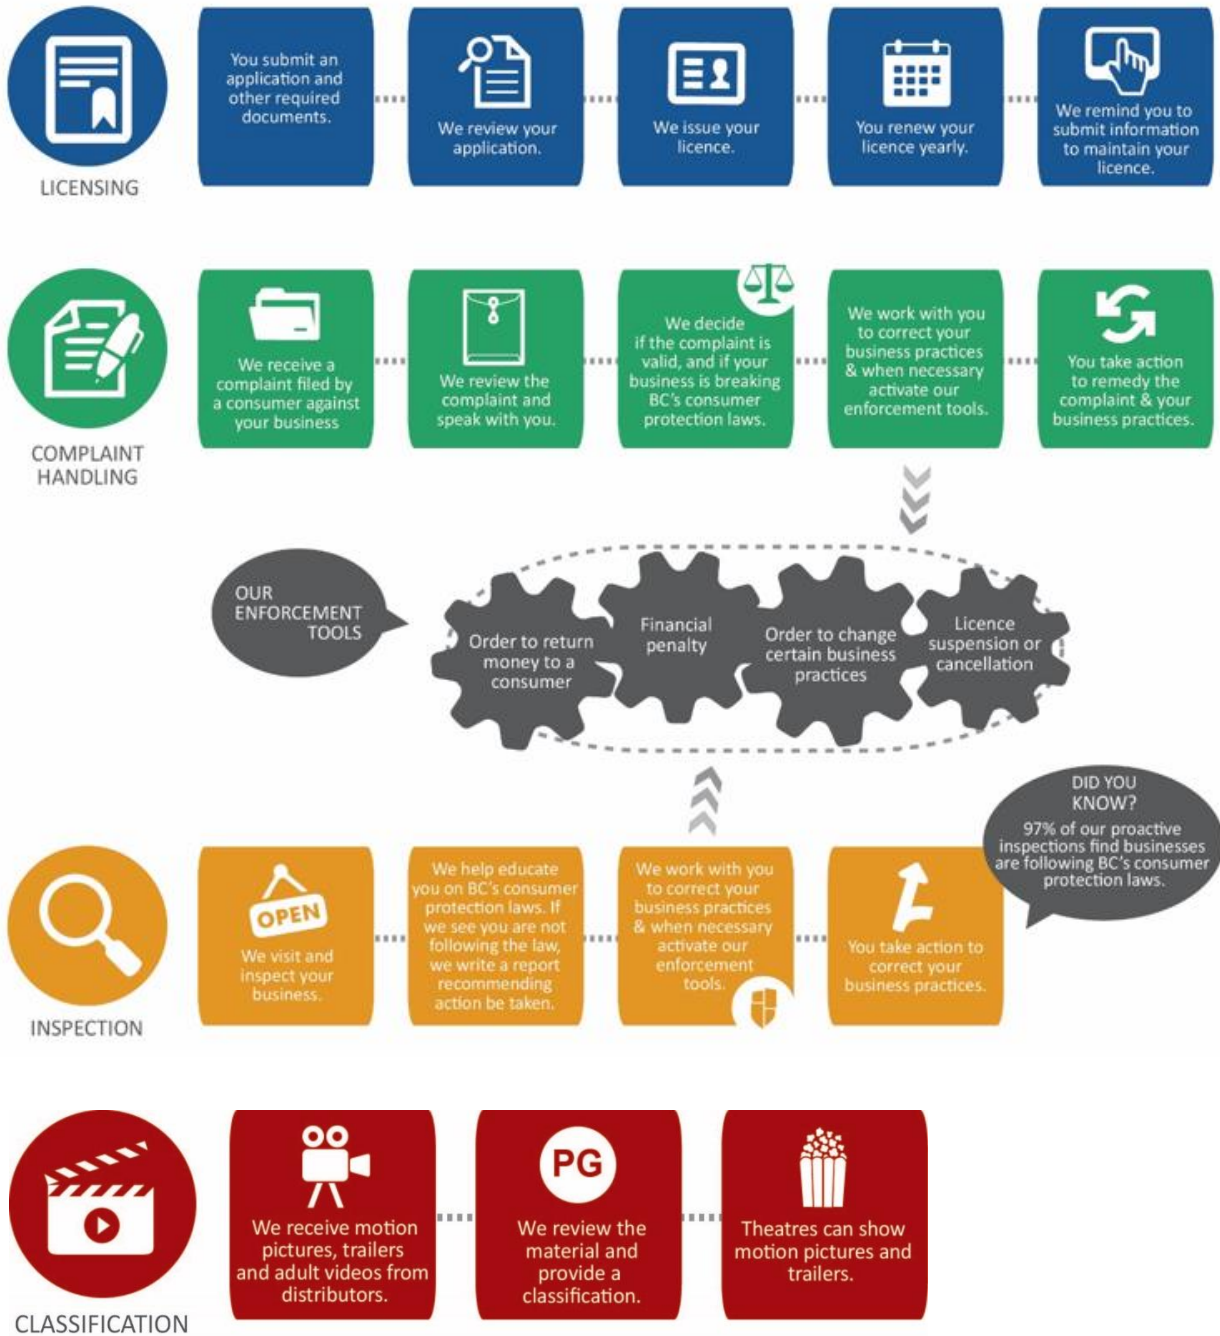 You submit an
application and
other required
documents.
We review your
application.
We issue your
licence.
You renew your
licence yearly.
We remind you to
submit information
to maintain your
licence.
LICENSING
We receive a
complaint filed by
a consumer against
your business
We review the
complaint and
speak with you.
We decide
if the complaint is
valid, and if your
business is breaking
BC's consumer
protection laws.
We work with you
to correct your
business practices
& when necessary
activate our
enforcement tools.
You take action
to remedy the
complaint & your
business practices.
COMPLAINT
HANDLING
OUR
ENFORCEMENT
TOOLS
Order to return
money to a
consumer
Financial
penalty
Order to change
certain business
practices
Licence
suspension or
cancellation
DID YOU
KNOW?
97% of our proactive
inspections find businesses
are following BC's consumer
protection laws.
OPEN
We visit and
inspect your
business.
We help educate
you on BC's consumer
protection laws. If
we see you are not
following the law,
we write a report
recommending
action be taken.
We work with you
to correct your
business practices
& when necessary
activate our
enforcement
tools.
You take action to
correct your
business practices.
INSPECTION
We receive motion
pictures, trailers
and adult videos from
distributors.
PG
We review the
material and
provide a
classification.
Theatres can show
motion pictures and
trailers.
CLASSIFICATION